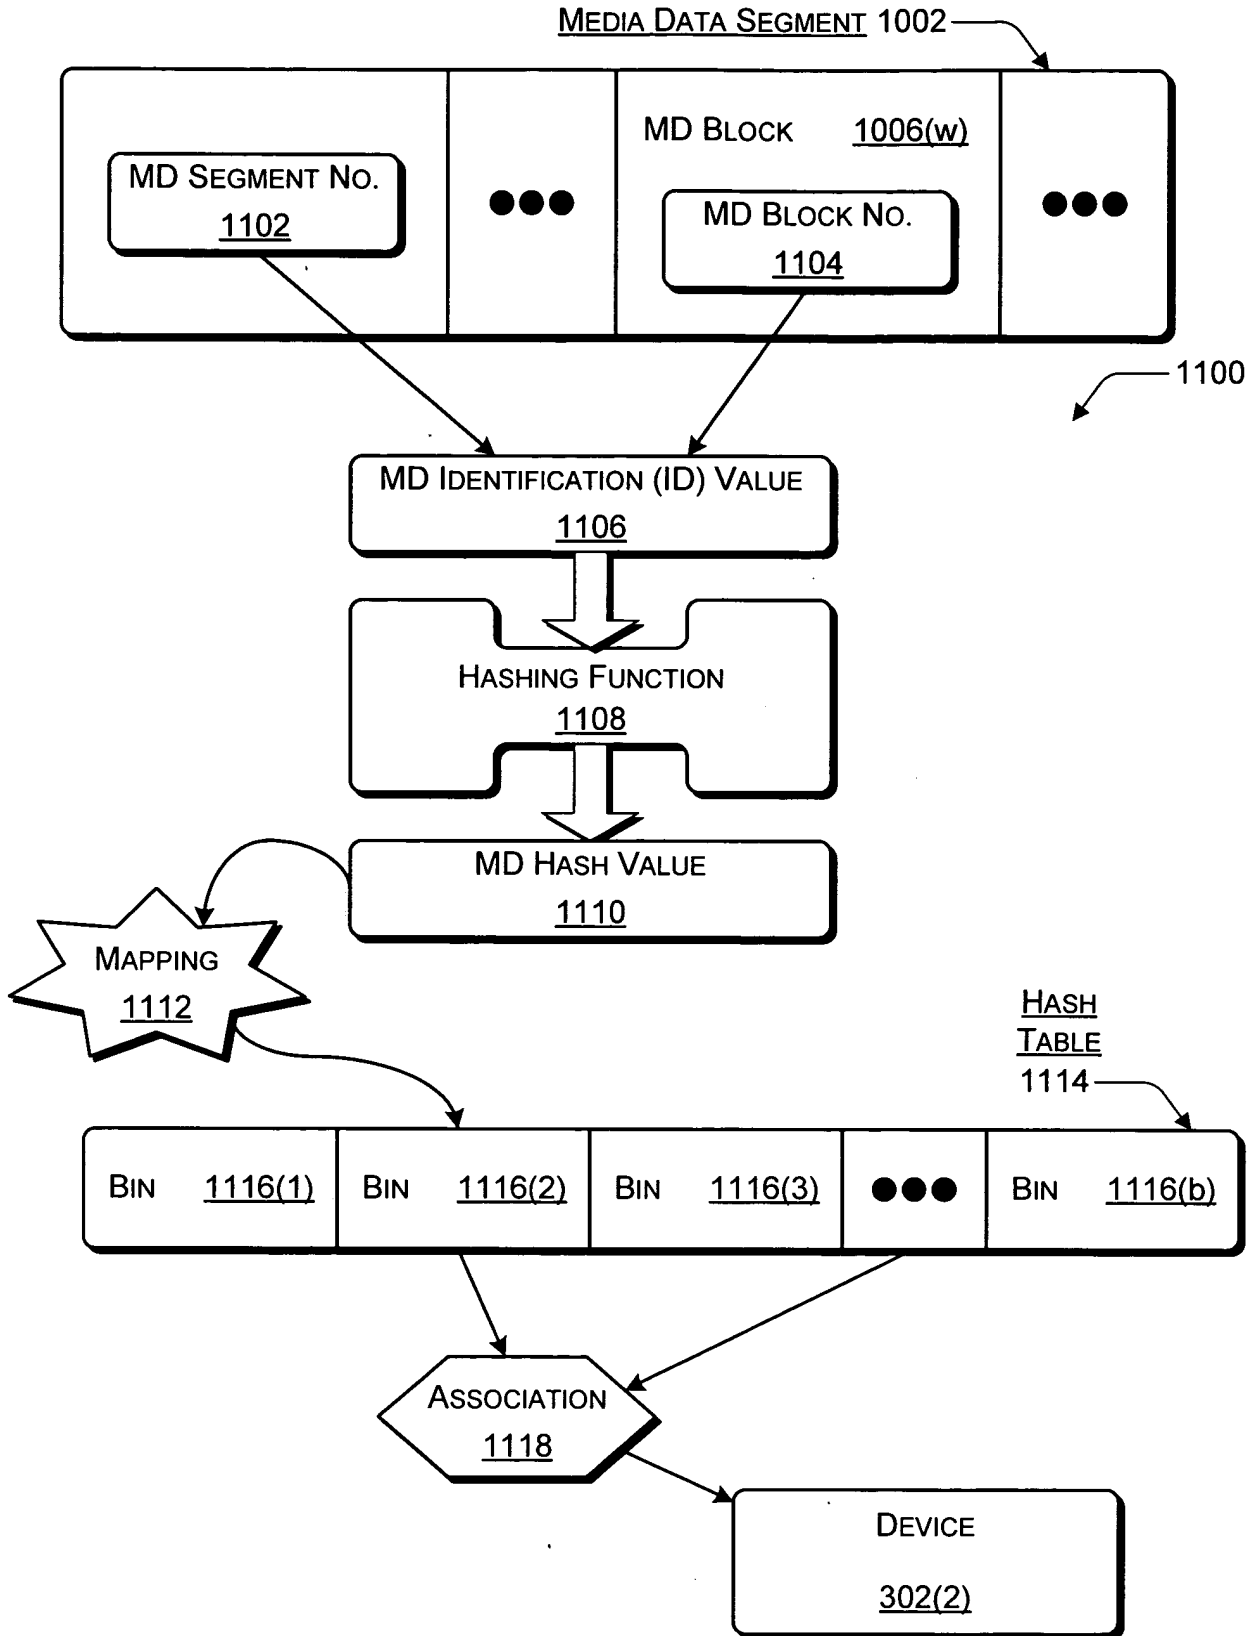 MEDIA DATA SEGMENT 1002
MD BLOCK 1006(w)
MD SEGMENT NO.
1102
MD BLOCK NO.
1104
1100
MD IDENTIFICATION (ID) VALUE
1106
HASHING FUNCTION
1108
MD HASH VALUE
1110
MAPPING
1112
HASH
TABLE
1114
BIN 1116(1) BIN 1116(2) BIN 1116(3) BIN 1116(b)
ASSOCIATION
1118
DEVICE
302(2)